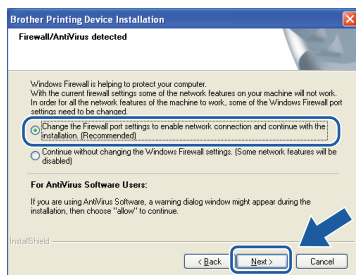 Brother Printing Device Installation
Firewall/AntiVirus detected
Windows Firewall is helping to protect your computer.
With the current firewall settings some of the network features on your machine will not work.
In order for all the network features of the machine to work, some of the Windows Firewall port
settings need to be changed.
Change the Firewall port settings to enable network connection and continue with the
installation. (Recommended)
Continue without changing the Windows Firewall settings. (Some network features will be
disabled)
For AntiVirus Software Users:
If you are using AntiVirus Software, a warning dialog window might appear during the
installation, then choose "allow" to continue.
InstallShield
< Back
Next >
Cancel